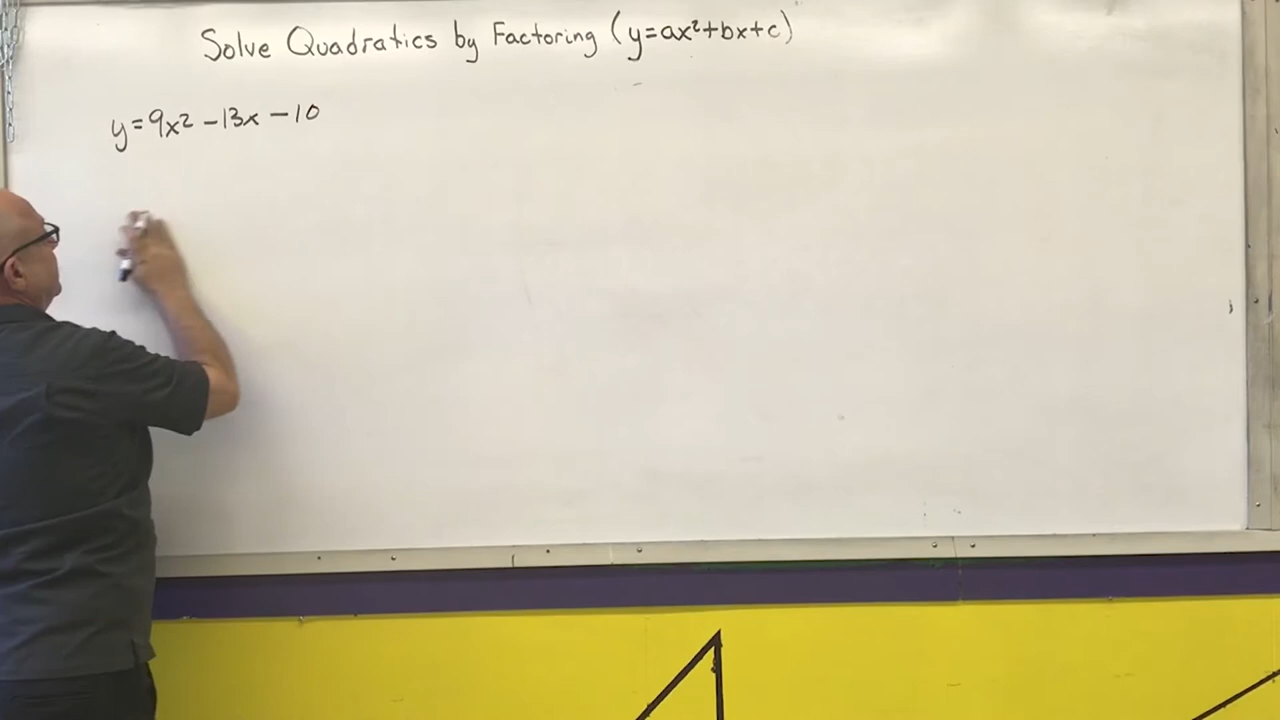 Solve Quadratics by Factoring (y=ax²+bx+c)
y=9x² -13x -10